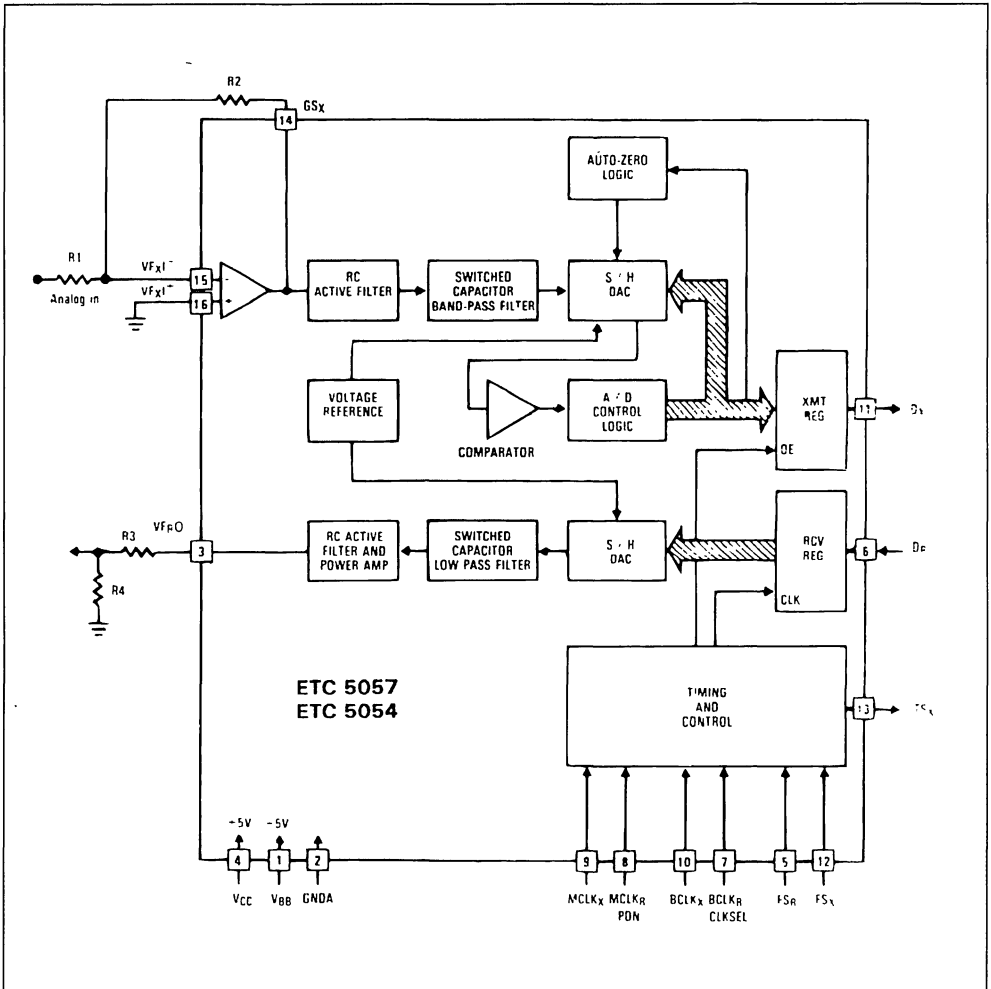 R2
GSX
14
AUTO-ZERO
LOGIC
R1
VFXI-
15
-
Analog in
VFXI+
16
+
RC
ACTIVE FILTER
SWITCHED
CAPACITOR
BAND-PASS FILTER
S / H
DAC
VOLTAGE
REFERENCE
COMPARATOR
A / D
CONTROL
LOGIC
XMT
REG
OE
11
DX
R3
VFRO
3
R4
RC ACTIVE
FILTER AND
POWER AMP
SWITCHED
CAPACITOR
LOW PASS FILTER
S / H
DAC
RCV
REG
CLK
6
DR
ETC 5057
ETC 5054
TIMING
AND
CONTROL
13
TSX
+5V
-5V
4
1
2
9
8
10
7
5
12
VCC
VBB
GNDA
MCLKX
MCLKR
PDN
BCLKX
BCLKR
CLKSEL
FSR
FSX